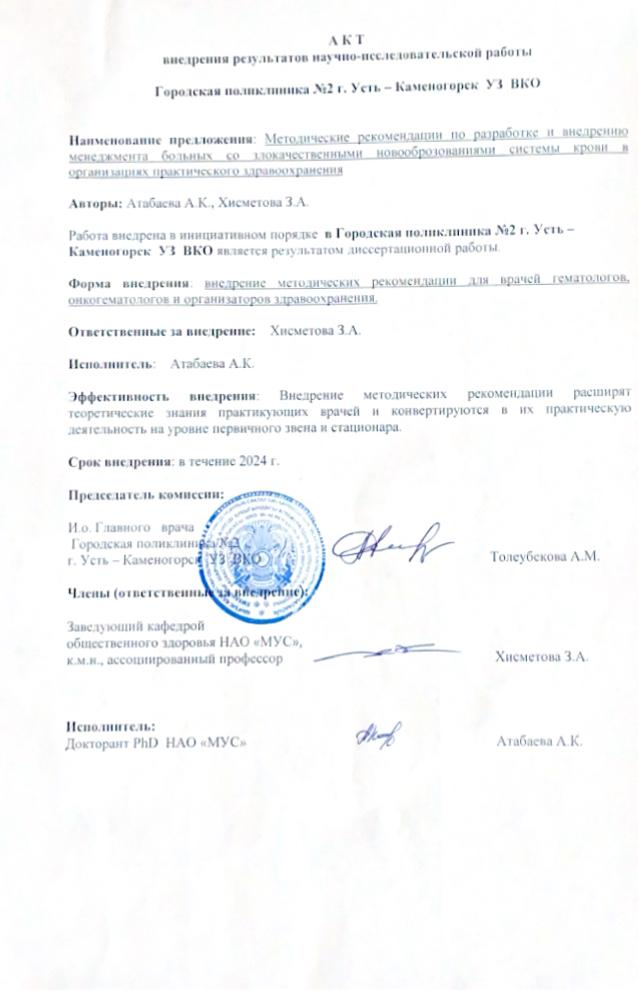 А К Т
внедрения результатов научно-исследовательской работы
Городская поликлиника №2 г. Усть – Каменогорск УЗ ВКО
Наименование предложения: Методические рекомендации по разработке и внедрению
менеджмента больных со злокачественными новооброзованиями системы крови в
организациях практического здравоохранения
Авторы: Атабаева А.К., Хисметова З.А.
Работа внедрена в инициативном порядке в Городская поликлиника №2 г. Усть –
Каменогорск УЗ ВКО является результатом диссертационной работы.
Форма внедрения: внедрение методических рекомендации для врачей гематологов,
онкогематологов и организаторов здравоохранения.
Ответственные за внедрение: Хисметова З.А.
Исполнитель: Атабаева А.К.
Эффективность внедрения: Внедрение методических рекомендации расширят
теоретические знания практикующих врачей и конвертируются в их практическую
деятельность на уровне первичного звена и стационара.
Срок внедрения: в течение 2024 г.
Председатель комиссии:
И.о. Главного врача
Городская поликлиника
г. Усть – Каменогорск УЗ ВКО
Толеубекова А.М.
Члены (ответственные за внедрение):
Заведующий кафедрой
общественного здоровья НАО «МУС»,
к.м.н., ассоциированный профессор
Хисметова З.А.
Исполнитель:
Докторант PhD НАО «МУС»
Атабаева А.К.